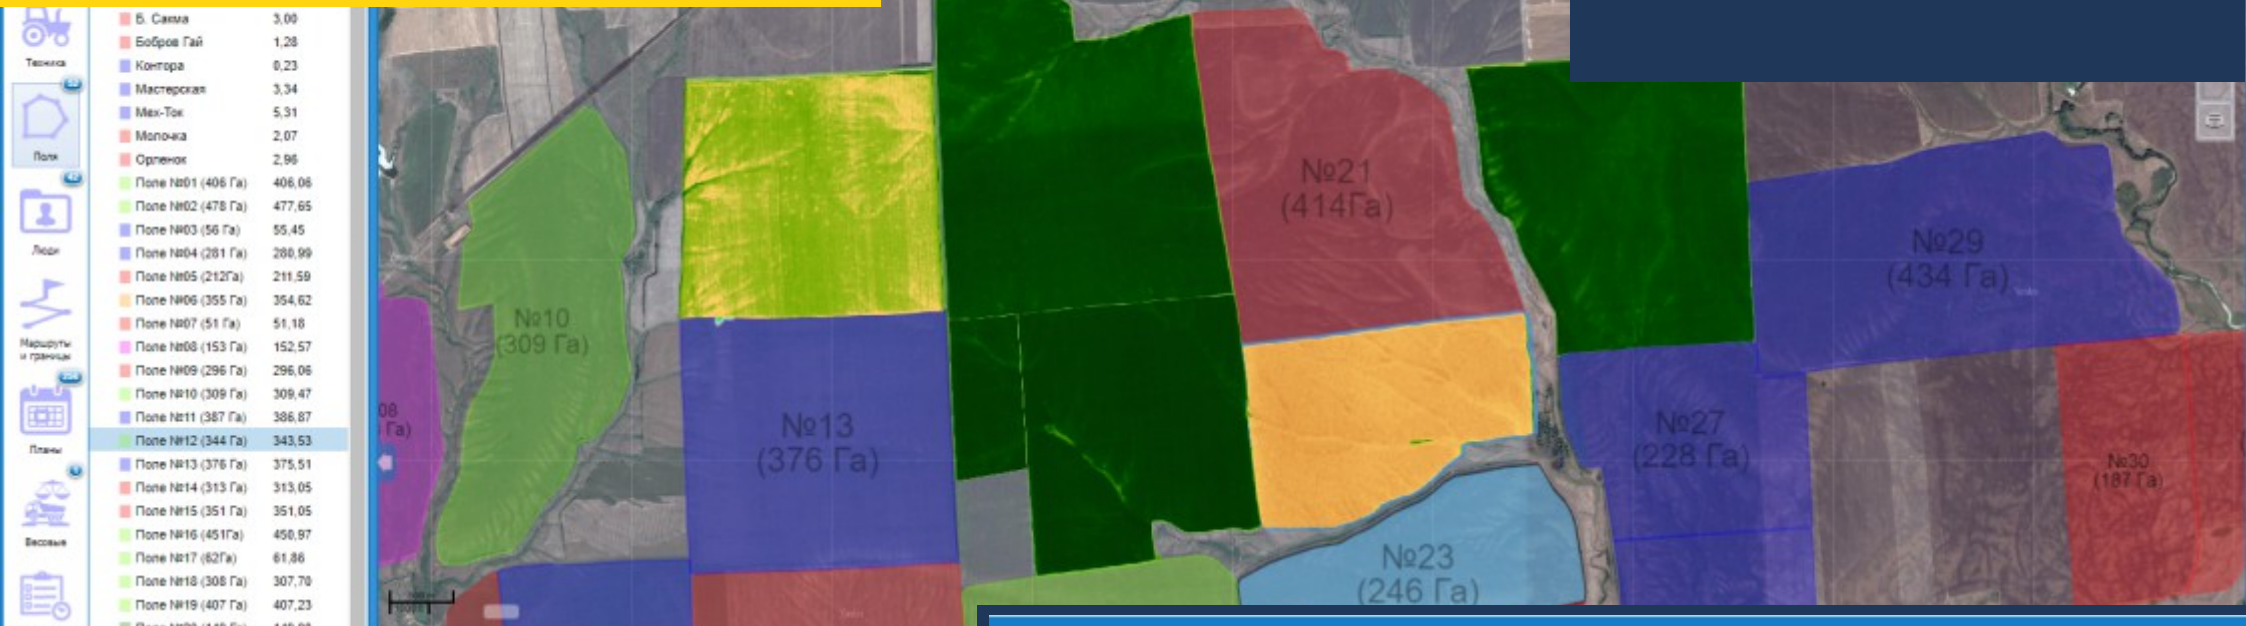 Техника
52
Поля
42
Люди
Маршруты
и границы
Планы
Весовые
Б. Сакма 3,00
Бобров Гай 1,28
Контора 0,23
Мастерская 3,34
Мех-Ток 5,31
Молочка 2,07
Орленок 2,96
Поле №01 (406 Га) 406,06
Поле №02 (478 Га) 477,65
Поле №03 (56 Га) 55,45
Поле №04 (281 Га) 280,99
Поле №05 (212Га) 211,59
Поле №06 (355 Га) 354,62
Поле №07 (51 Га) 51,18
Поле №08 (153 Га) 152,57
Поле №09 (296 Га) 296,06
Поле №10 (309 Га) 309,47
Поле №11 (387 Га) 386,87
Поле №12 (344 Га) 343,53
Поле №13 (376 Га) 375,51
Поле №14 (313 Га) 313,05
Поле №15 (351 Га) 351,05
Поле №16 (451Га) 450,97
Поле №17 (62Га) 61,86
Поле №18 (308 Га) 307,70
Поле №19 (407 Га) 407,23
08
Га)
№10
(309 Га)
№13
(376 Га)
№21
(414Га)
№23
(246 Га)
№27
(228 Га)
№29
(434 Га)
№30
(187 Га)